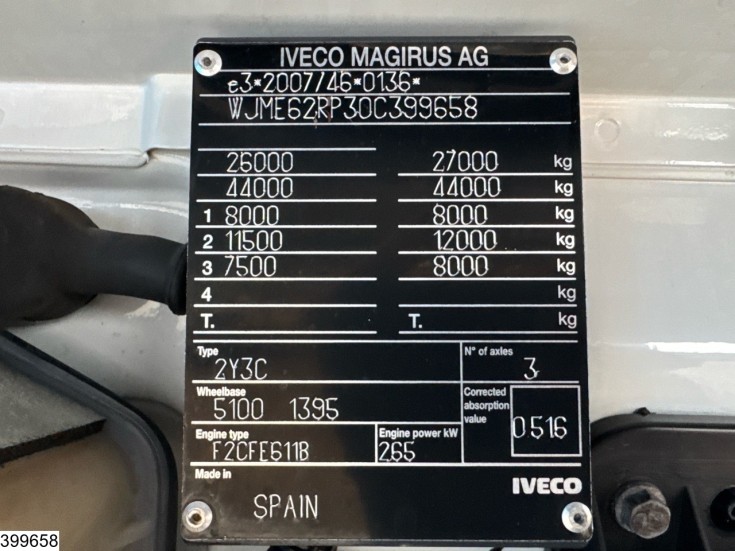 IVECO MAGIRUS AG
e3*2007/46*0136*
WJME62RP30C399658
26000 27000 kg
44000 44000 kg
1 8000 8000 kg
2 11500 12000 kg
3 7500 8000 kg
4 kg
T. T. kg
Type N° of axles
2Y3C 3
Wheelbase Corrected absorption value
5100 1395 0516
Engine type Engine power kW
F2CFE611B 265
Made in
SPAIN
IVECO
399658